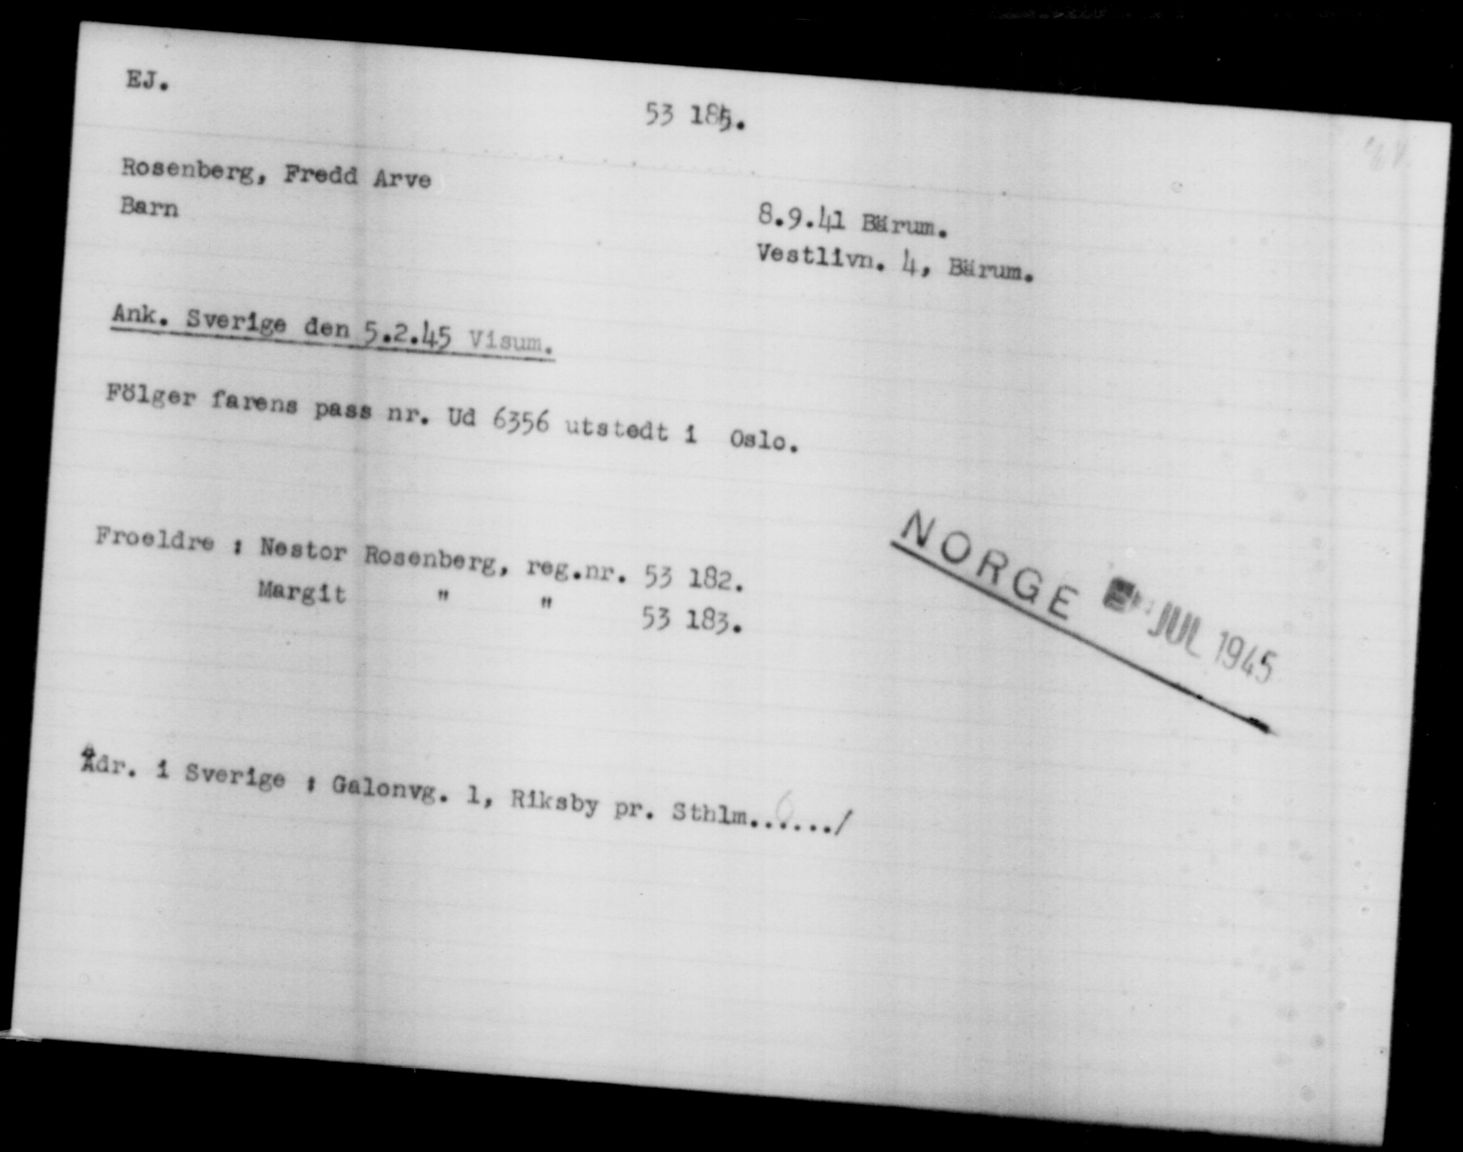 EJ.
53 185.
Rosenberg, Fredd Arve
Barn
8.9.41 Bärum.
Vestlivn. 4, Bärum.
Ank. Sverige den 5.2.45 Visum.
Fölger farens pass nr. Ud 6356 utstedt i Oslo.
Froeldre : Nestor Rosenberg, reg.nr. 53 182.
Margit " " 53 183.
NORGE JUL 1945
Adr. i Sverige : Galonvg. 1, Riksby pr. Sthlm....../